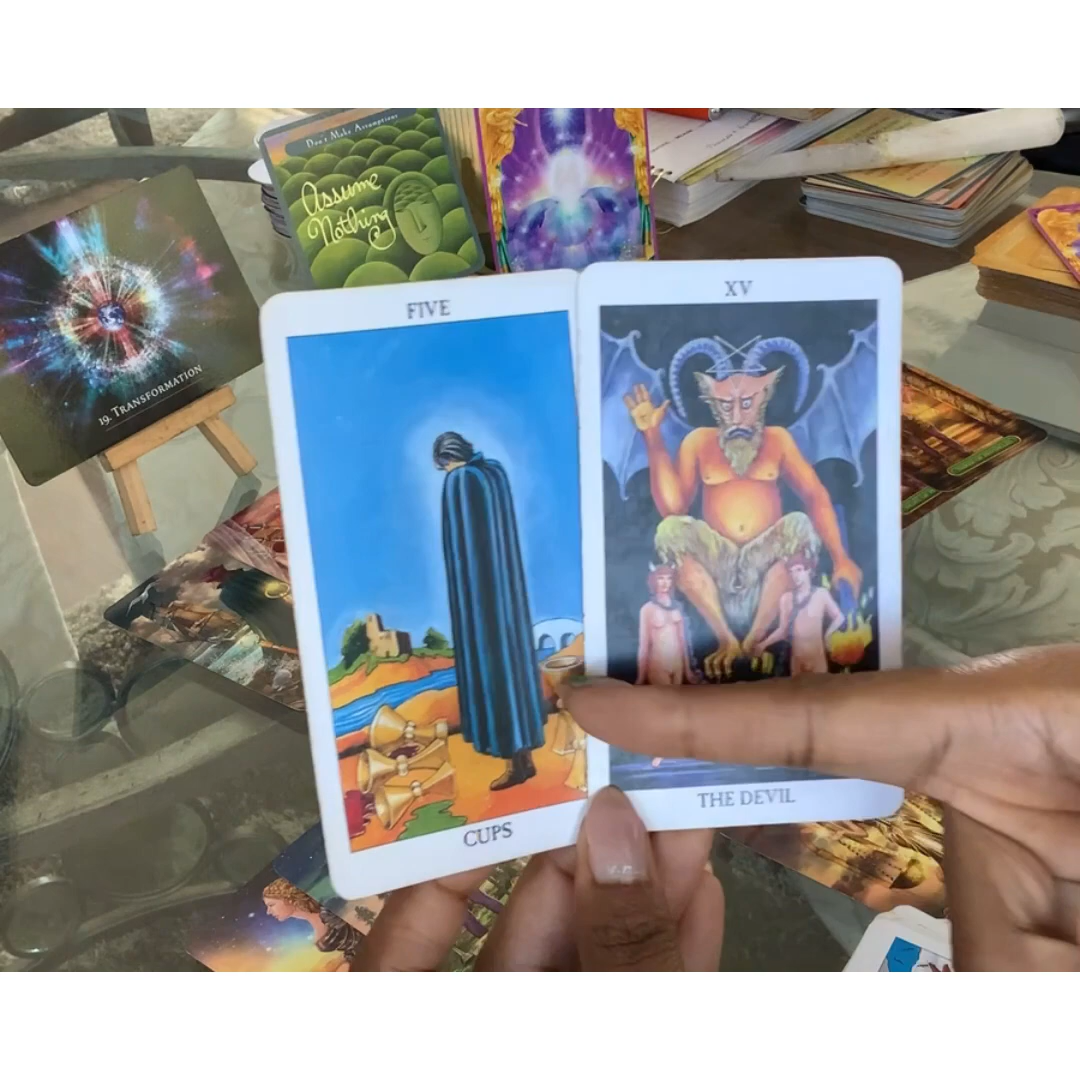 Don't Make Assumptions
Assume
Nothing
19. TRANSFORMATION
FIVE
CUPS
XV
THE DEVIL